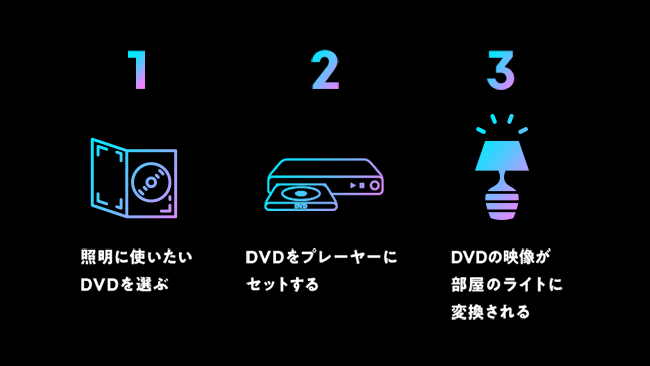 1
照明に使いたい
DVDを選ぶ
2
DVD
DVDをプレーヤーに
セットする
3
DVDの映像が
部屋のライトに
変換される